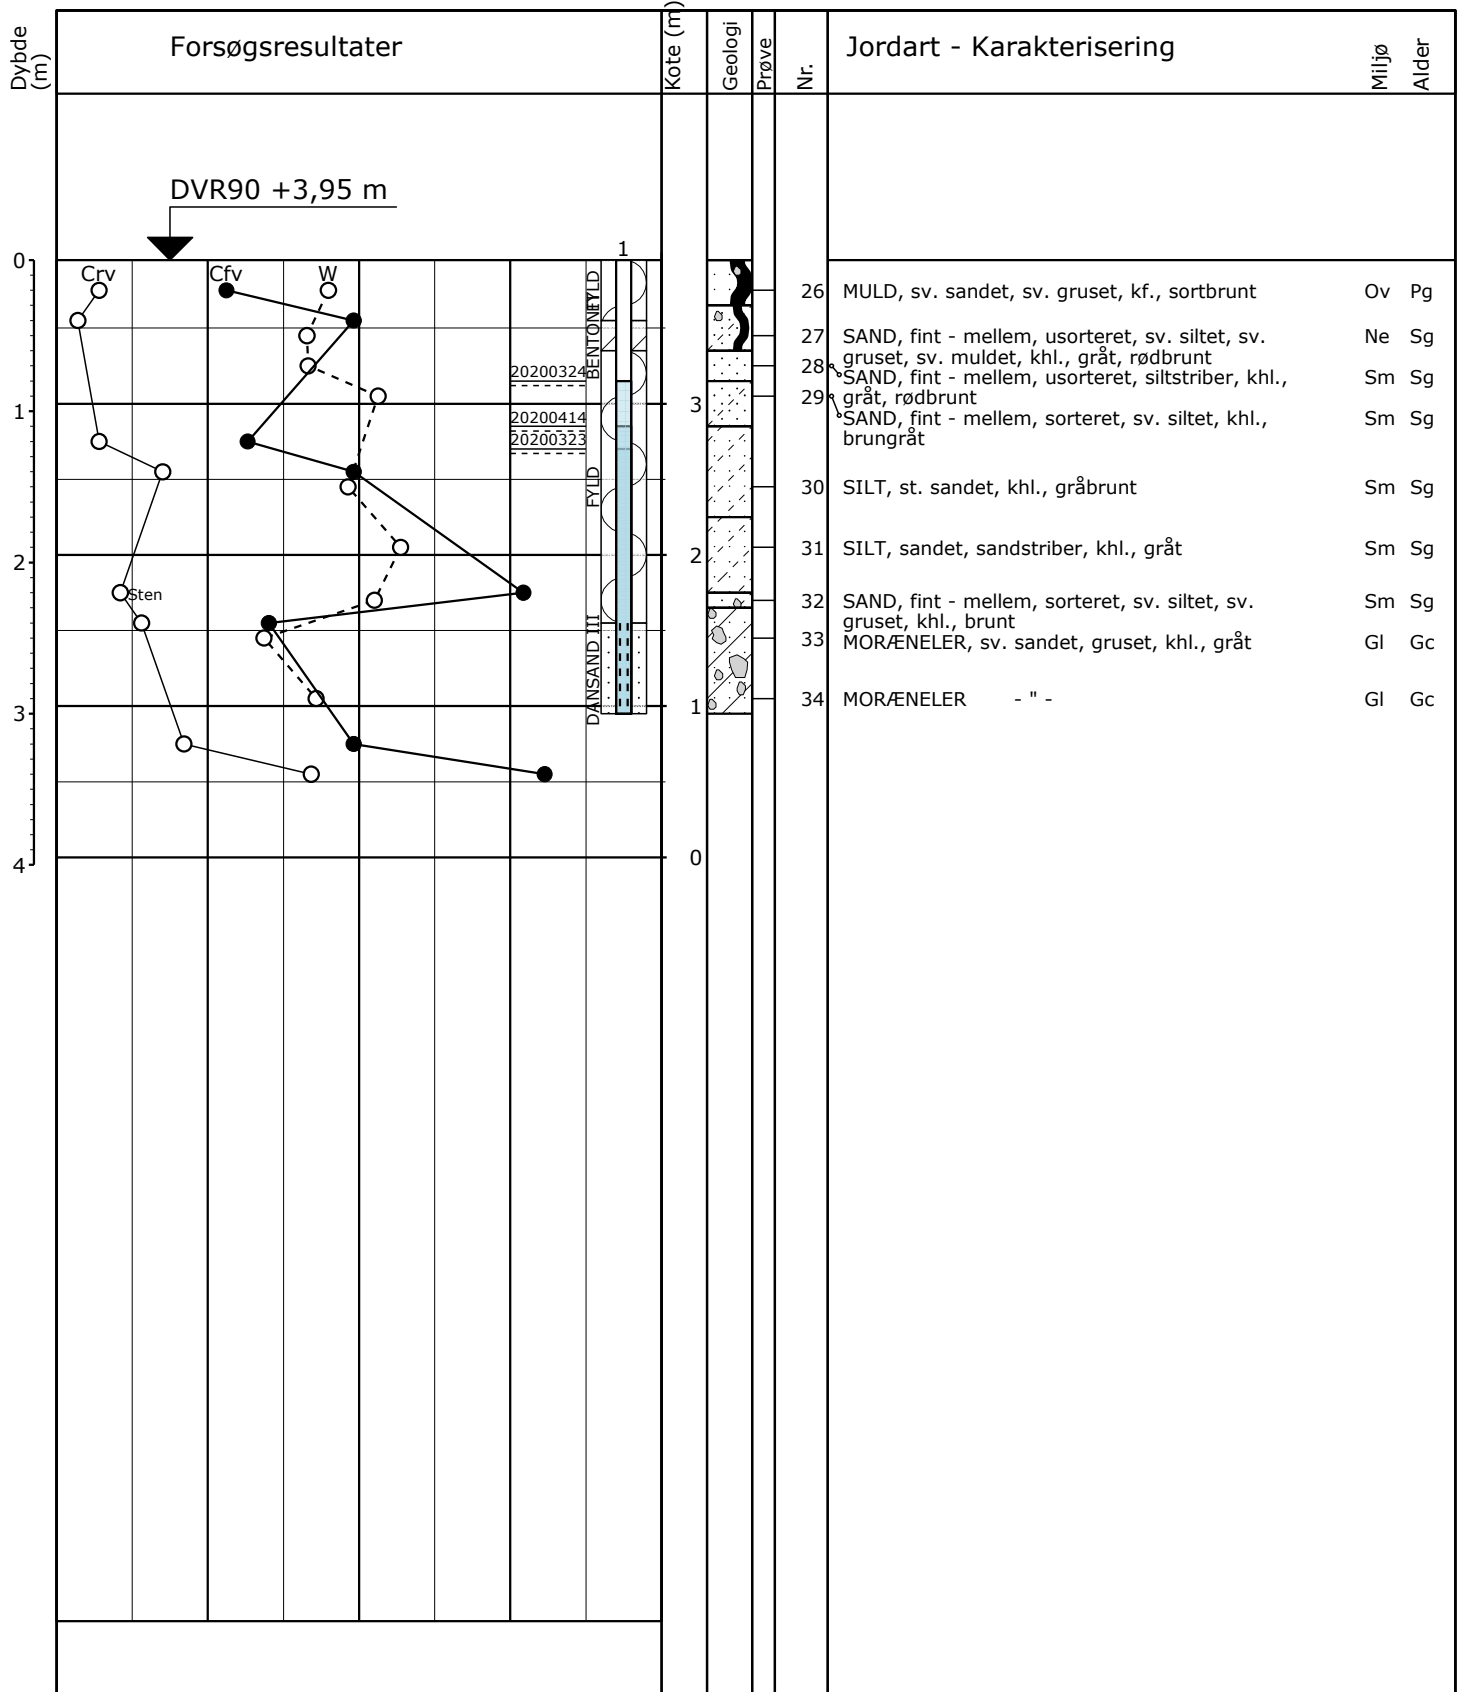 Dybde
(m)
Forsøgsresultater
Kote (m)
Geologi
Prøve
Nr.
Jordart - Karakterisering
Miljø
Alder
DVR90 +3,95 m
1
0
Crv
Cfv
W
FYLD
26
MULD, sv. sandet, sv. gruset, kf., sortbrunt
Ov
Pg
BENTONIT
27
SAND, fint - mellem, usorteret, sv. siltet, sv.
gruset, sv. muldet, khl., gråt, rødbrunt
Ne
Sg
20200324
28
SAND, fint - mellem, usorteret, siltstriber, khl.,
gråt, rødbrunt
Sm
Sg
1
3
20200414
20200323
29
SAND, fint - mellem, sorteret, sv. siltet, khl.,
brungråt
Sm
Sg
FYLD
30
SILT, st. sandet, khl., gråbrunt
Sm
Sg
2
2
31
SILT, sandet, sandstriber, khl., gråt
Sm
Sg
Sten
32
SAND, fint - mellem, sorteret, sv. siltet, sv.
gruset, khl., brunt
Sm
Sg
DANSAND III
33
MORÆNELER, sv. sandet, gruset, khl., gråt
Gl
Gc
3
1
34
MORÆNELER - " -
Gl
Gc
4
0